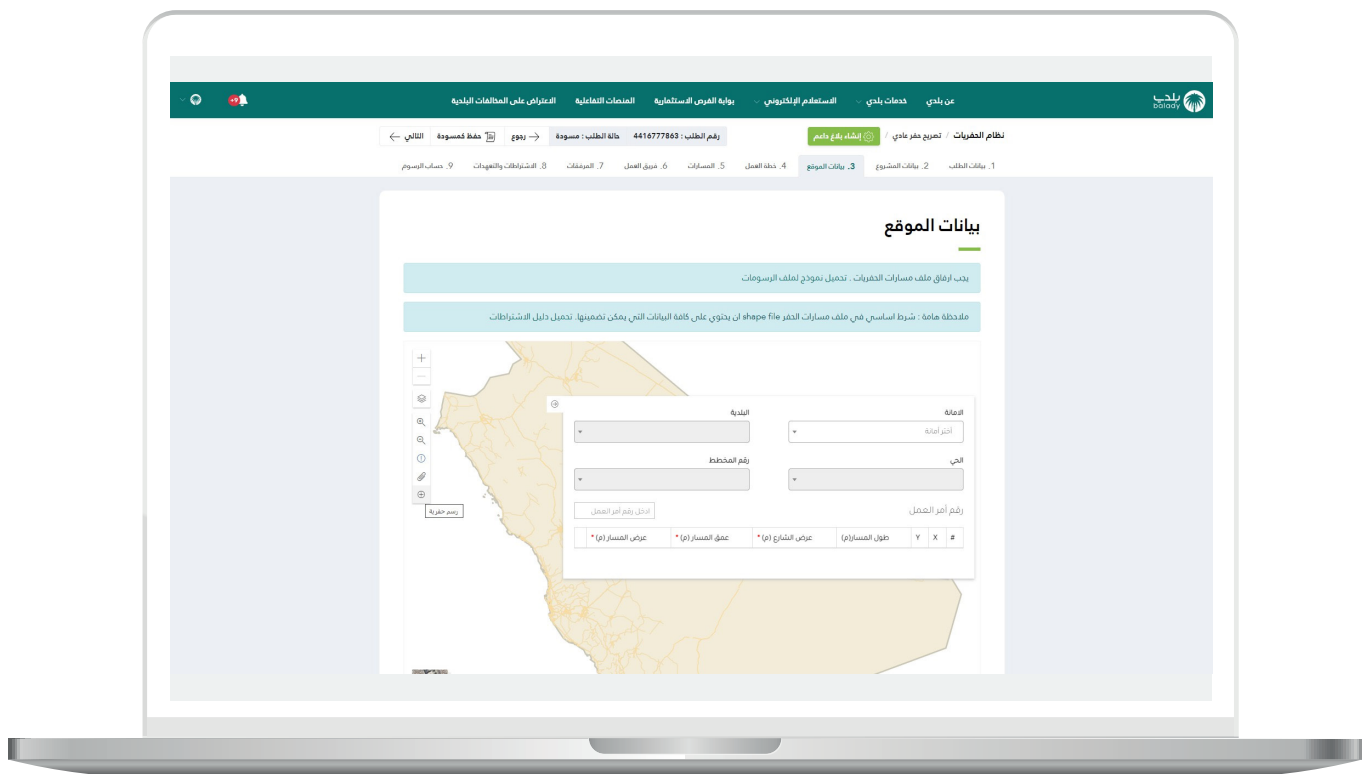 بلدي
balady
عن بلدي
خدمات بلدي
الاستعلام الإلكتروني
بوابة الفرص الاستثمارية
المنصات التفاعلية
الاعتراض على المخالفات البلدية
+9
نظام الحفريات / تصريح حفر عادي /
إنشاء بلاغ داعم
رقم الطلب : 4416777863
حالة الطلب : مسودة
رجوع
حفظ كمسودة
التالي
1. بيانات الطلب
2. بيانات المشروع
3. بيانات الموقع
4. خطة العمل
5. المسارات
6. فريق العمل
7. المرفقات
8. الاشتراطات والتعهدات
9. حساب الرسوم
بيانات الموقع
يجب ارفاق ملف مسارات الحفريات . تحميل نموذج لملف الرسومات
ملاحظة هامة : شرط اساسي في ملف مسارات الحفر shape file ان يحتوي على كافة البيانات التي يمكن تضمينها. تحميل دليل الاشتراطات
الامانة
البلدية
أختر أمانة
الحي
رقم المخطط
رقم أمر العمل
ادخل رقم أمر العمل
# X Y طول المسار(م) عرض الشارع (م) * عمق المسار (م) * عرض المسار (م) *
رسم حفرية